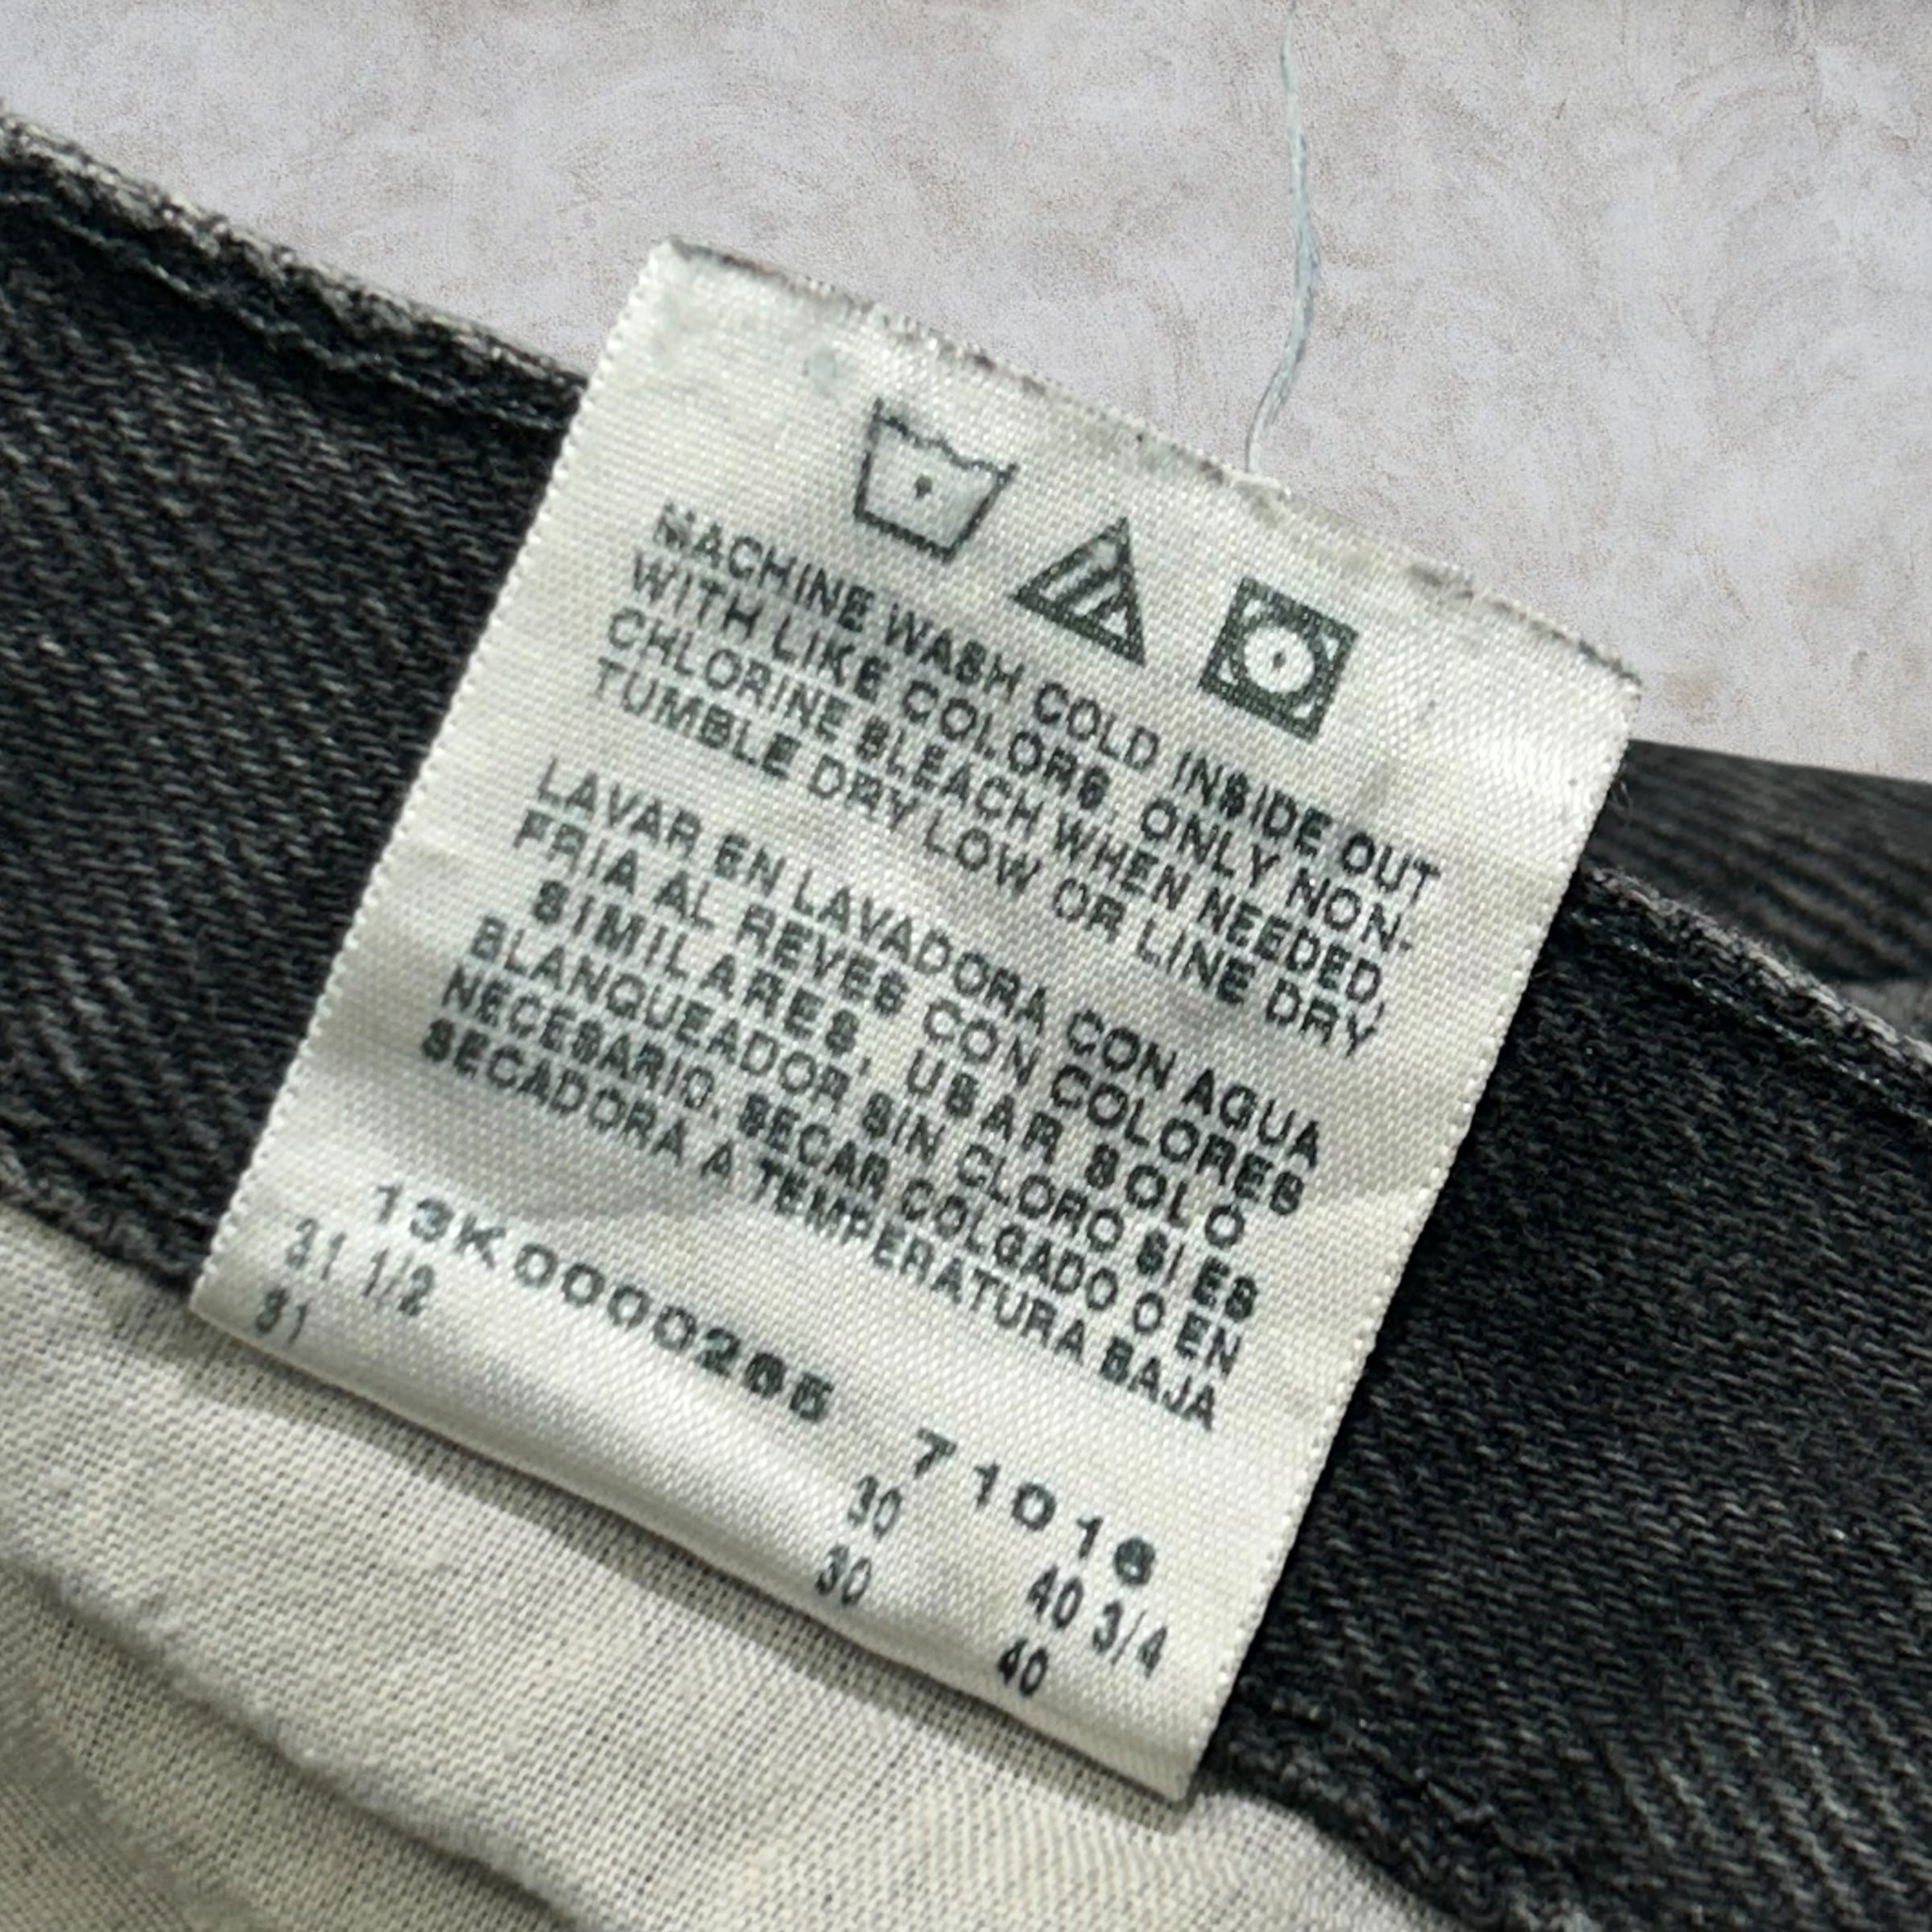 MACHINE WASH COLD INSIDE OUT
WITH LIKE COLORS. ONLY NON-
CHLORINE BLEACH WHEN NEEDED,
TUMBLE DRY LOW OR LINE DRY
LAVAR EN LAVADORA CON AGUA
FRIA AL REVES CON COLORES
SIMILARES, USAR SOLO
BLANQUEADOR SIN CLORO SI ES
NECESARIO. SECAR COLGADO O EN
SECADORA A TEMPERATURA BAJA
13K0000265 71016
31 1/2 30 40 3/4
31 30 40